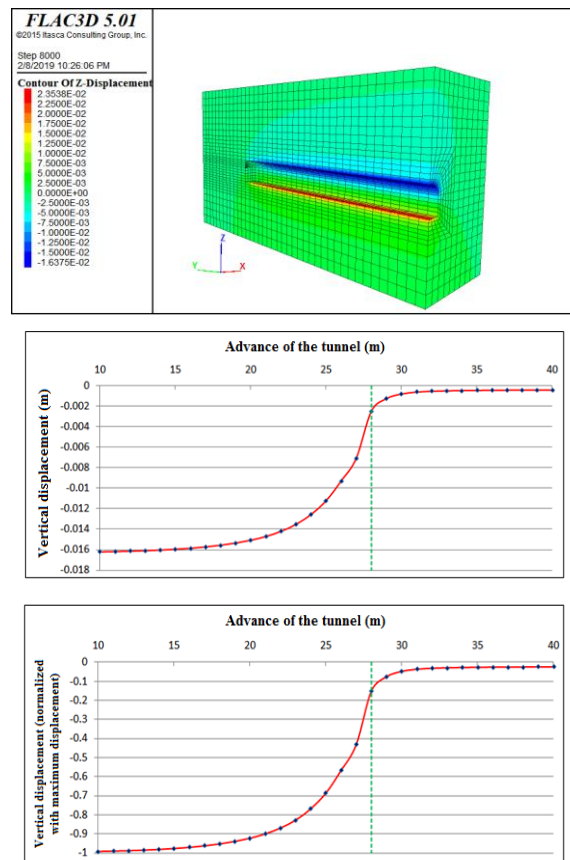 FLAC3D 5.01
©2015 Itasca Consulting Group, Inc.
Step 8000
2/8/2019 10:26:06 PM
Contour Of Z-Displacement
2.3538E-02
2.2500E-02
2.0000E-02
1.7500E-02
1.5000E-02
1.2500E-02
1.0000E-02
7.5000E-03
5.0000E-03
2.5000E-03
0.0000E+00
-2.5000E-03
-5.0000E-03
-7.5000E-03
-1.0000E-02
-1.2500E-02
-1.5000E-02
-1.6375E-02
Z
Y
X
Advance of the tunnel (m)
10 15 20 25 30 35 40
Vertical displacement (m)
0
-0.002
-0.004
-0.006
-0.008
-0.01
-0.012
-0.014
-0.016
-0.018
Advance of the tunnel (m)
10 15 20 25 30 35 40
Vertical displacement (normalized
with maximum displacement)
0
-0.1
-0.2
-0.3
-0.4
-0.5
-0.6
-0.7
-0.8
-0.9
-1